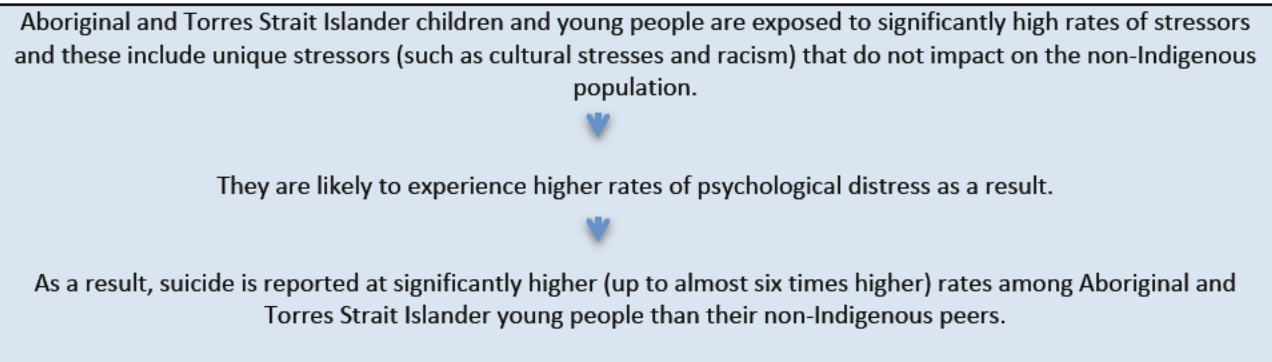 Aboriginal and Torres Strait Islander children and young people are exposed to significantly high rates of stressors
and these include unique stressors (such as cultural stresses and racism) that do not impact on the non-Indigenous
population.
They are likely to experience higher rates of psychological distress as a result.
As a result, suicide is reported at significantly higher (up to almost six times higher) rates among Aboriginal and
Torres Strait Islander young people than their non-Indigenous peers.